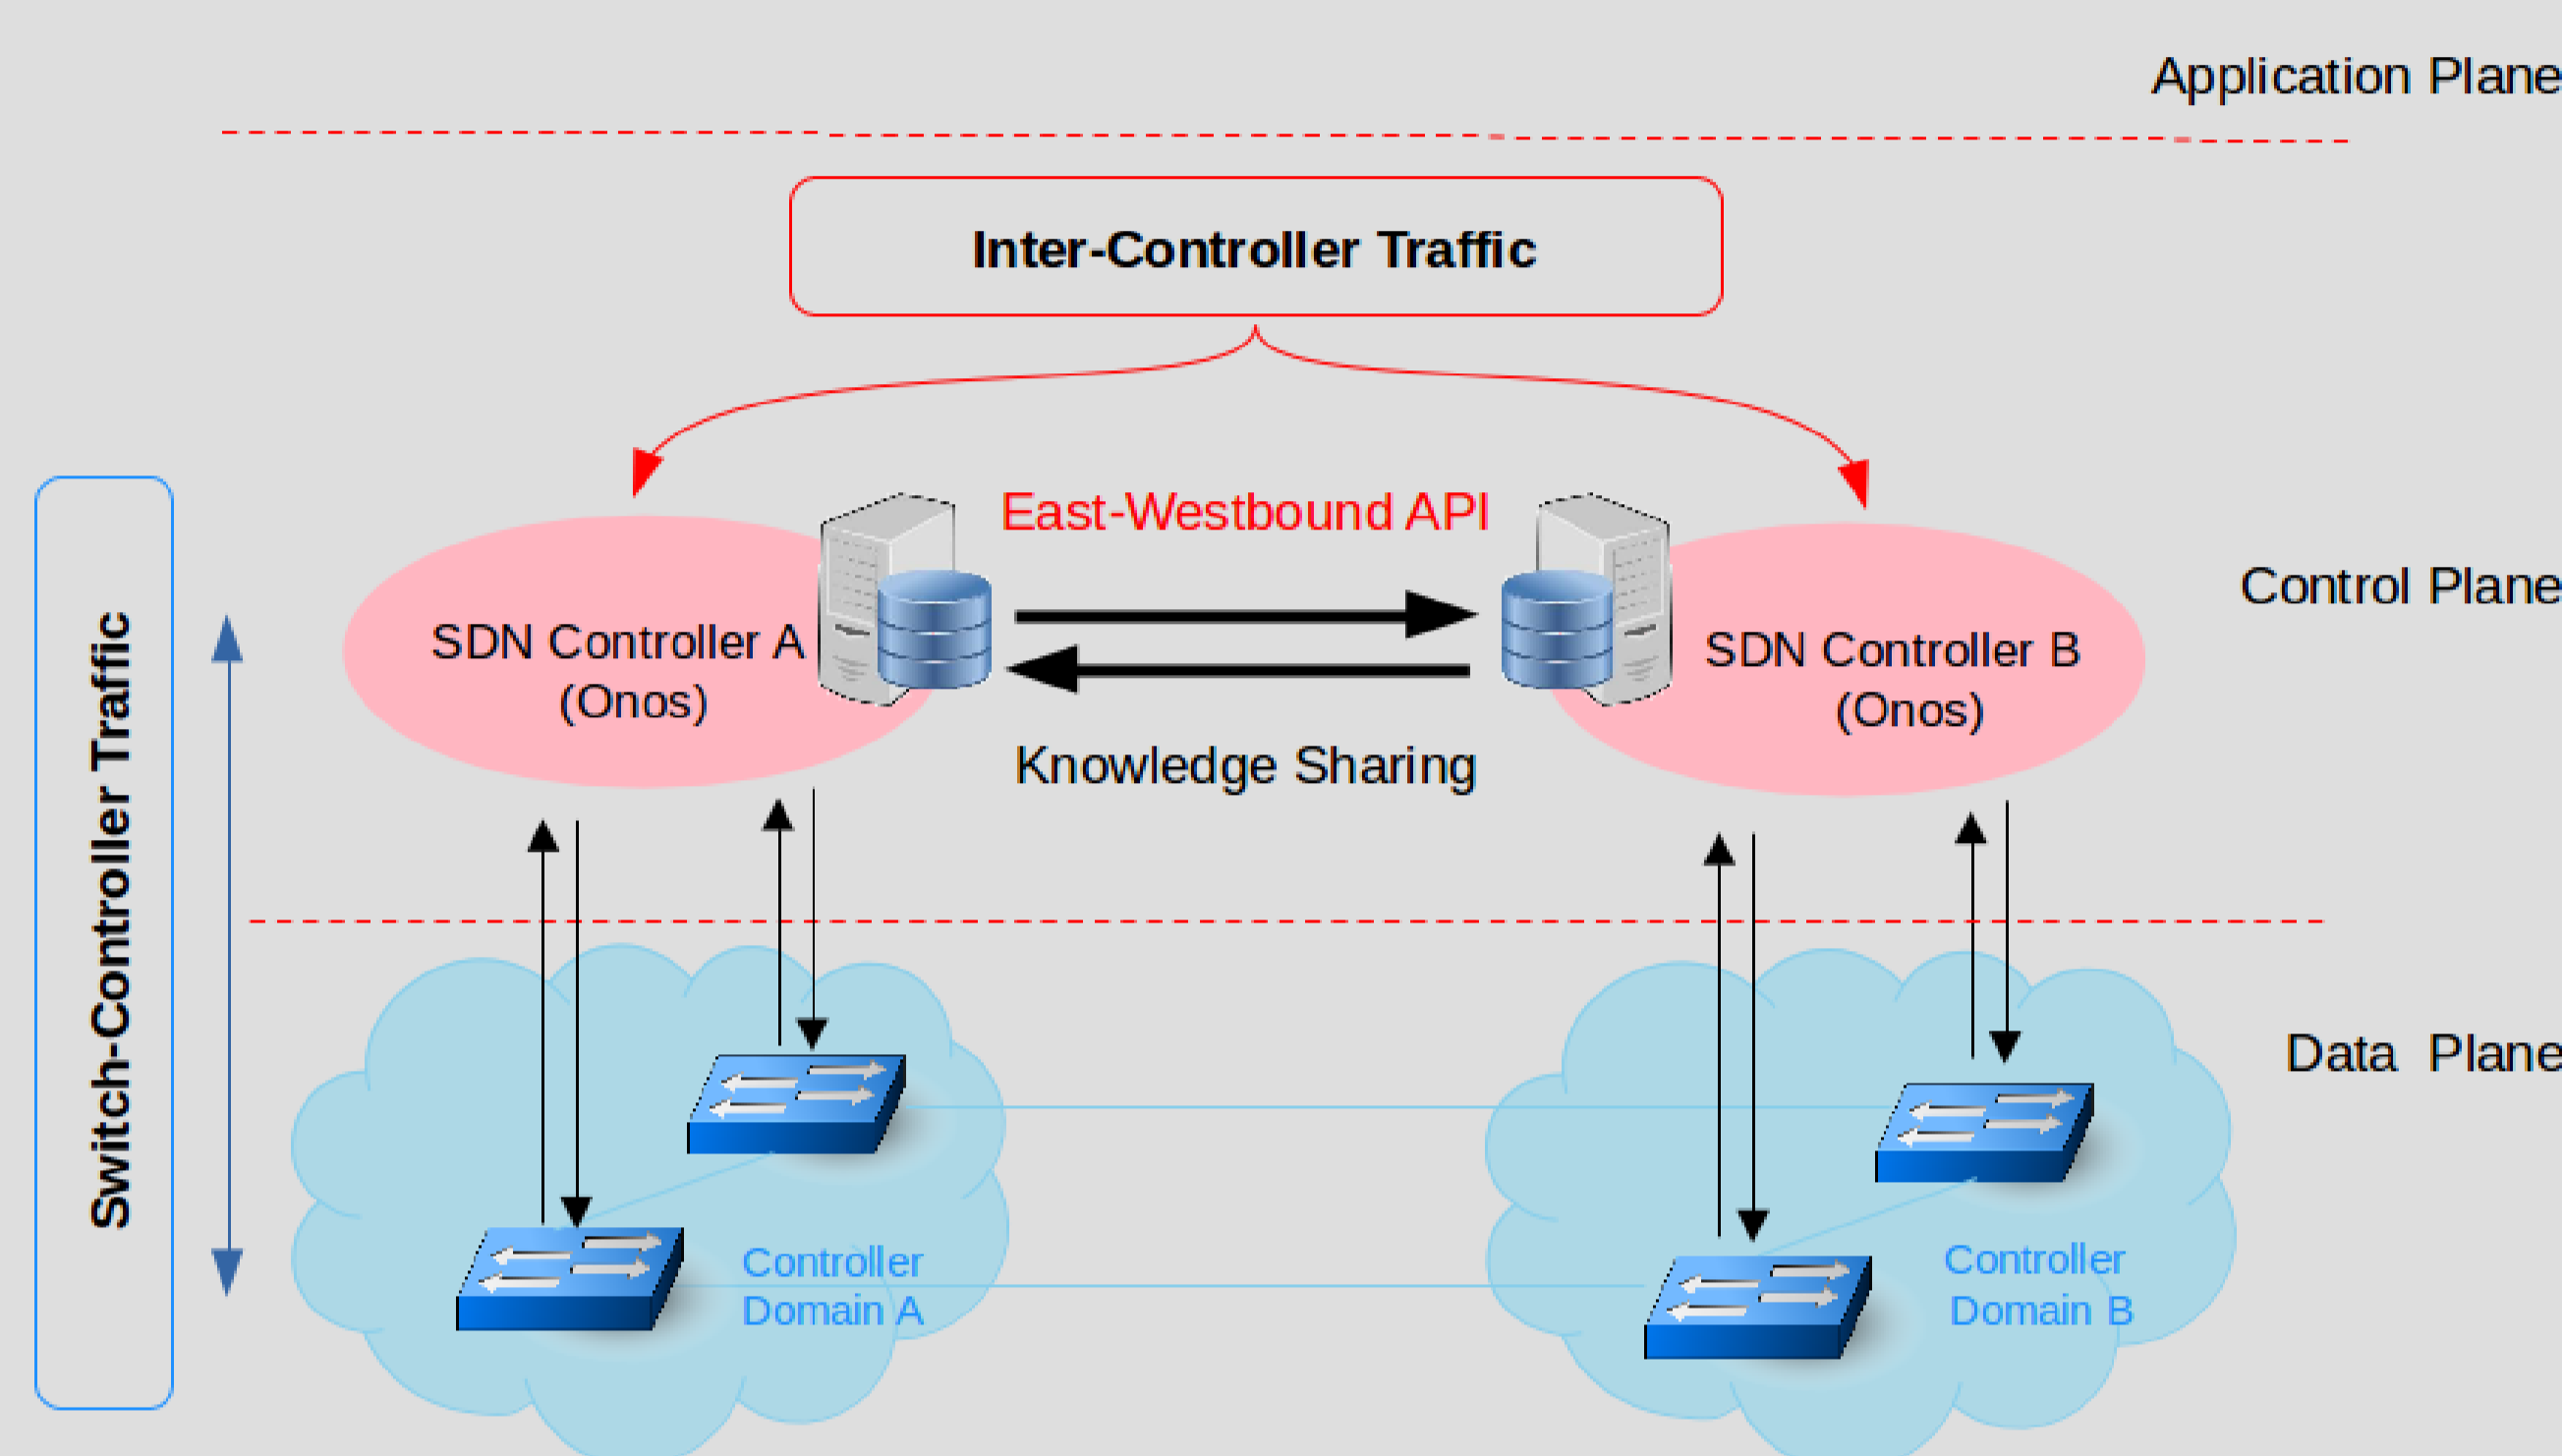 Application Plane
Inter-Controller Traffic
East-Westbound API
Control Plane
SDN Controller A
(Onos)
SDN Controller B
(Onos)
Knowledge Sharing
Switch-Controller Traffic
Data Plane
Controller
Domain A
Controller
Domain B